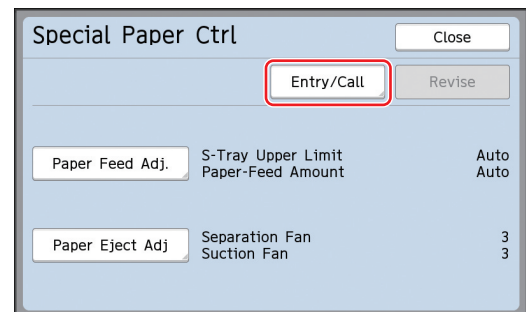 Special Paper Ctrl Close
Entry/Call Revise
Paper Feed Adj. S-Tray Upper Limit Auto
Paper-Feed Amount Auto
Paper Eject Adj Separation Fan 3
Suction Fan 3